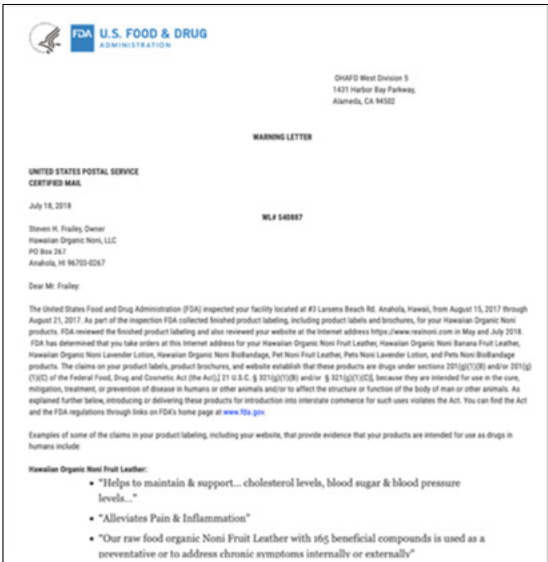 FDA U.S. FOOD & DRUG
ADMINISTRATION
OHAFO West Division 5
1431 Harbor Bay Parkway,
Alameda, CA 94502
WARNING LETTER
UNITED STATES POSTAL SERVICE
CERTIFIED MAIL
July 18, 2018
WL# 540887
Steven H. Frailey, Owner
Hawaiian Organic Noni, LLC
PO Box 267
Anahola, HI 96703-0267
Dear Mr. Frailey:
The United States Food and Drug Administration (FDA) inspected your facility located at #3 Larsens Beach Rd. Anahola, Hawaii, from August 15, 2017 through
August 21, 2017. As part of the inspection FDA collected finished product labeling, including product labels and brochures, for your Hawaiian Organic Noni
products. FDA reviewed the finished product labeling and also reviewed your website at the Internet address https://www.realnoni.com in May and July 2018.
FDA has determined that you take orders at this Internet address for your Hawaiian Organic Noni Fruit Leather, Hawaiian Organic Noni Banana Fruit Leather,
Hawaiian Organic Noni Lavender Lotion, Hawaiian Organic Noni BioBandage, Pet Noni Fruit Leather, Pets Noni Lavender Lotion, and Pets Noni BioBandage
products. The claims on your product labels, product brochures, and website establish that these products are drugs under sections 201(g)(1)(B) and/or 201(g)
(1)(C) of the Federal Food, Drug and Cosmetic Act (the Act),[ 21 U.S.C. § 321(g)(1)(B) and/or § 321(g)(1)(C)], because they are intended for use in the cure,
mitigation, treatment, or prevention of disease in humans or other animals and/or to affect the structure or function of the body of man or other animals. As
explained further below, introducing or delivering these products for introduction into interstate commerce for such uses violates the Act. You can find the Act
and the FDA regulations through links on FDA's home page at www.fda.gov.
Examples of some of the claims in your product labeling, including your website, that provide evidence that your products are intended for use as drugs in
humans include:
Hawaiian Organic Noni Fruit Leather:
• "Helps to maintain & support... cholesterol levels, blood sugar & blood pressure
levels..."
• "Alleviates Pain & Inflammation"
• "Our raw food organic Noni Fruit Leather with 165 beneficial compounds is used as a
preventative or to address chronic symptoms internally or externally"